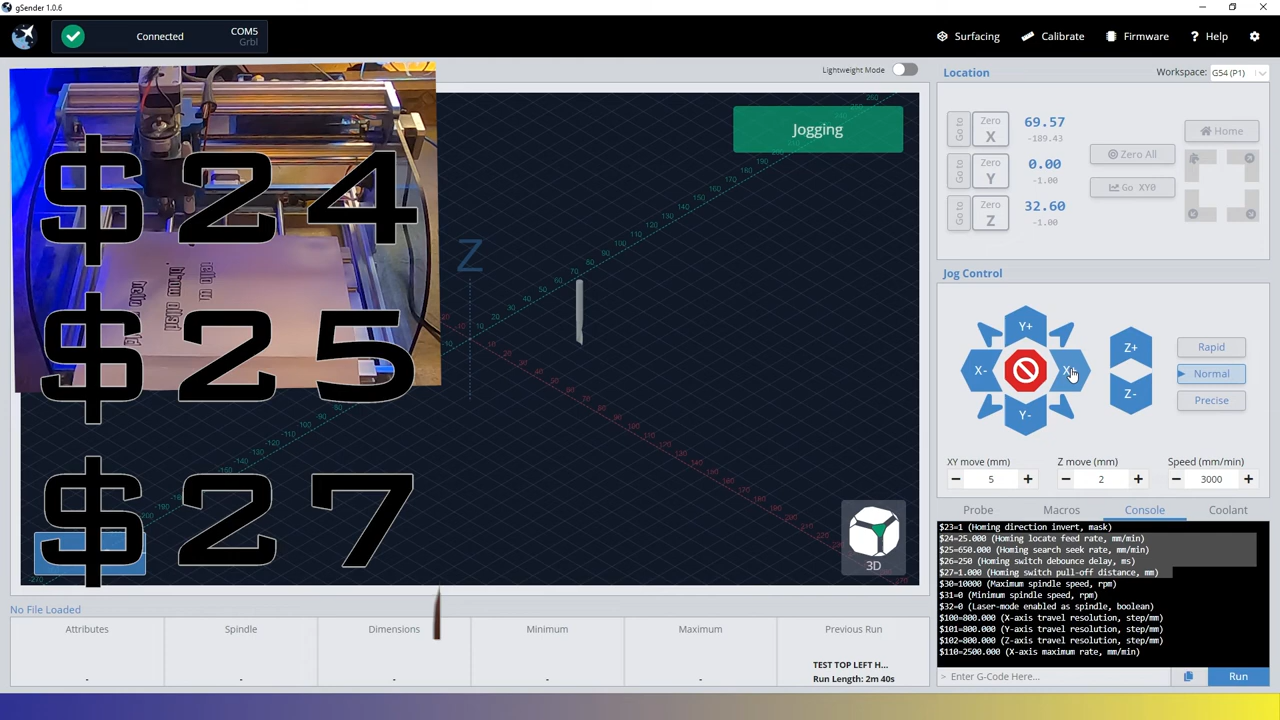 gSender 1.0.6
Connected
COM5
Grbl
Surfacing
Calibrate
Firmware
Help
Lightweight Mode
Jogging
$24
$25
$27
Z
3D
Location
Workspace:
G54 (P1)
Go to
Zero
X
69.57
-189.43
Go to
Zero
Y
0.00
-1.00
Go to
Zero
Z
32.60
-1.00
Zero All
Go XY0
Home
Jog Control
Y+
X-
X
Y-
Z+
Z-
Rapid
Normal
Precise
XY move (mm)
5
Z move (mm)
2
Speed (mm/min)
3000
Probe
Macros
Console
Coolant
$23=1 (Homing direction invert, mask)
$24=25.000 (Homing locate feed rate, mm/min)
$25=650.000 (Homing search seek rate, mm/min)
$26=250 (Homing switch debounce delay, ms)
$27=1.000 (Homing switch pull-off distance, mm)
$30=10000 (Maximum spindle speed, rpm)
$31=0 (Minimum spindle speed, rpm)
$32=0 (Laser-mode enabled as spindle, boolean)
$100=800.000 (X-axis travel resolution, step/mm)
$101=800.000 (Y-axis travel resolution, step/mm)
$102=800.000 (Z-axis travel resolution, step/mm)
$110=2500.000 (X-axis maximum rate, mm/min)
> Enter G-Code Here...
Run
No File Loaded
Attributes
-
Spindle
-
Dimensions
-
Minimum
-
Maximum
-
Previous Run
TEST TOP LEFT H...
Run Length: 2m 40s